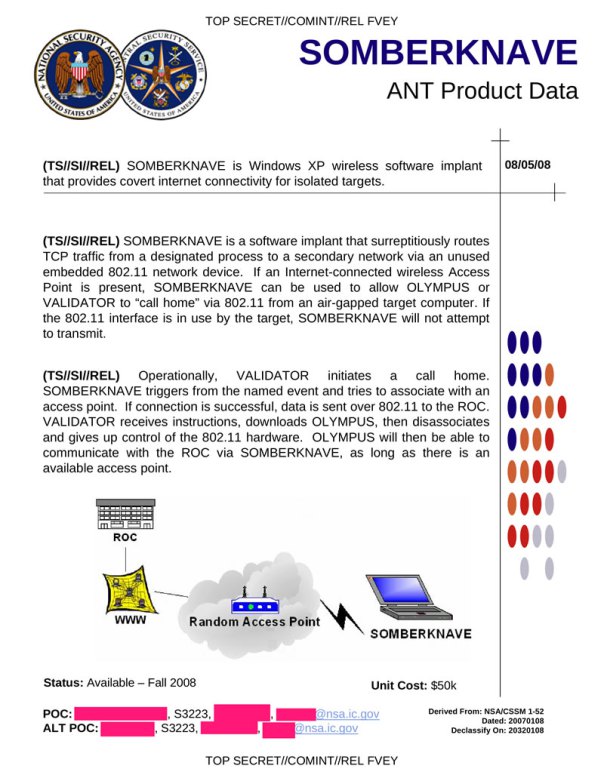 TOP SECRET//COMINT//REL FVEY
NATIONAL SECURITY AGENCY
UNITED STATES OF AMERICA
CENTRAL SECURITY SERVICE
UNITED STATES OF AMERICA
SOMBERKNAVE
ANT Product Data
(TS//SI//REL) SOMBERKNAVE is Windows XP wireless software implant
that provides covert internet connectivity for isolated targets.
08/05/08
(TS//SI//REL) SOMBERKNAVE is a software implant that surreptitiously routes
TCP traffic from a designated process to a secondary network via an unused
embedded 802.11 network device. If an Internet-connected wireless Access
Point is present, SOMBERKNAVE can be used to allow OLYMPUS or
VALIDATOR to “call home” via 802.11 from an air-gapped target computer. If
the 802.11 interface is in use by the target, SOMBERKNAVE will not attempt
to transmit.
(TS//SI//REL) Operationally, VALIDATOR initiates a call home.
SOMBERKNAVE triggers from the named event and tries to associate with an
access point. If connection is successful, data is sent over 802.11 to the ROC.
VALIDATOR receives instructions, downloads OLYMPUS, then disassociates
and gives up control of the 802.11 hardware. OLYMPUS will then be able to
communicate with the ROC via SOMBERKNAVE, as long as there is an
available access point.
ROC
WWW
Random Access Point
SOMBERKNAVE
Status: Available – Fall 2008
Unit Cost: $50k
POC: , S3223, , @nsa.ic.gov
ALT POC: , S3223, , @nsa.ic.gov
Derived From: NSA/CSSM 1-52
Dated: 20070108
Declassify On: 20320108
TOP SECRET//COMINT//REL FVEY